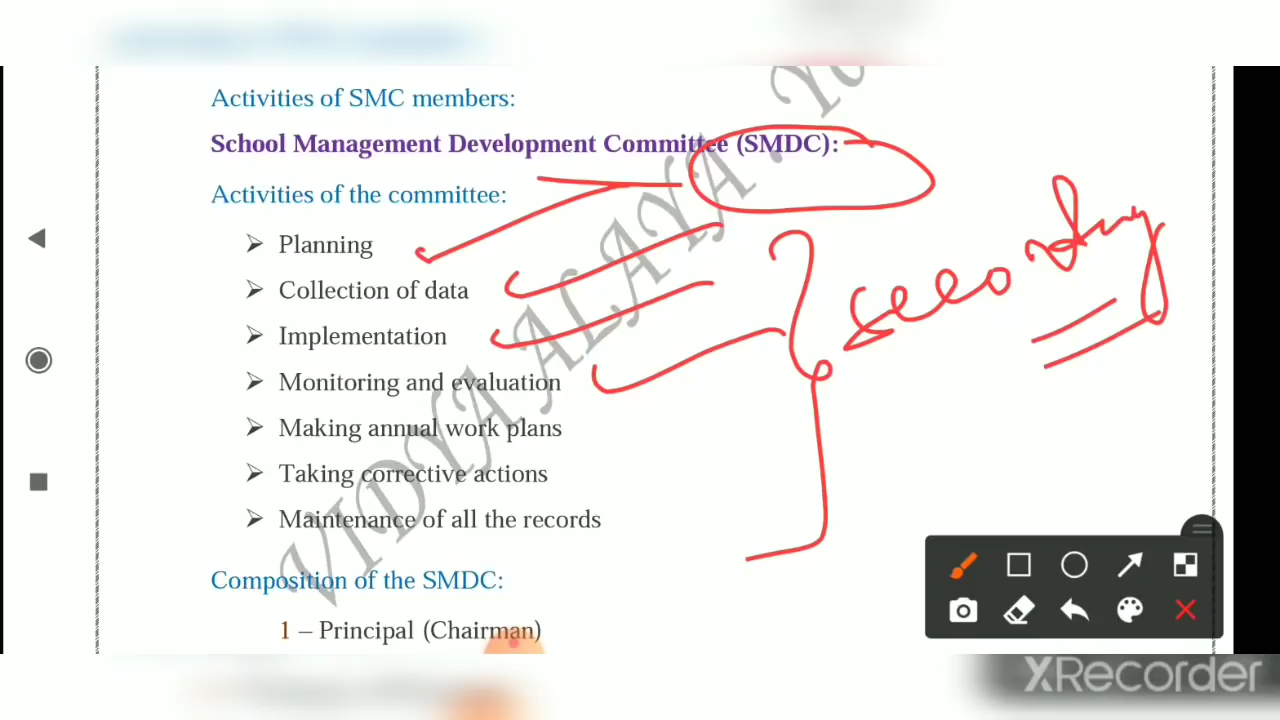 Activities of SMC members:
School Management Development Committee (SMDC):
Activities of the committee:
➢ Planning
➢ Collection of data
➢ Implementation
➢ Monitoring and evaluation
➢ Making annual work plans
➢ Taking corrective actions
➢ Maintenance of all the records
Composition of the SMDC:
1 – Principal (Chairman)
VIDYA ALAYA . Yo
XRecorder